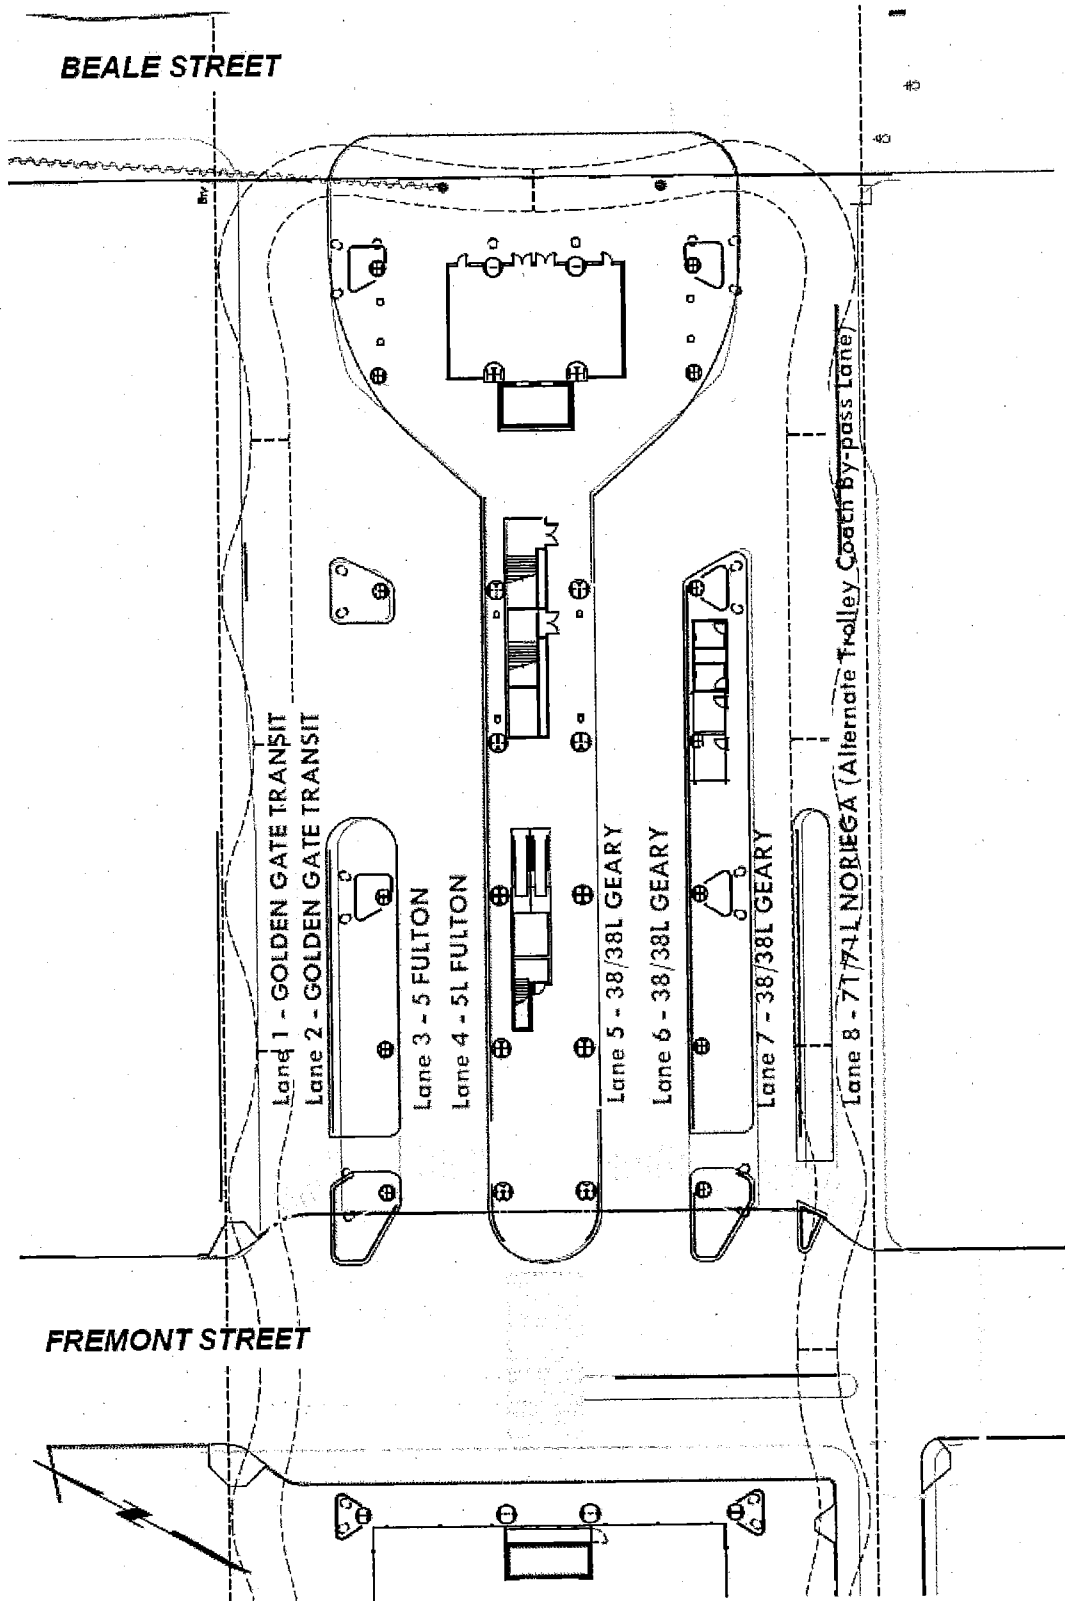 BEALE STREET
Lane 1 - GOLDEN GATE TRANSIT
Lane 2 - GOLDEN GATE TRANSIT
Lane 3 - 5 FULTON
Lane 4 - 5L FULTON
Lane 5 - 38/38L GEARY
Lane 6 - 38/38L GEARY
Lane 7 - 38/38L GEARY
Lane 8 - 71/71L NORIEGA (Alternate Trolley Coach By-pass Lane)
FREMONT STREET